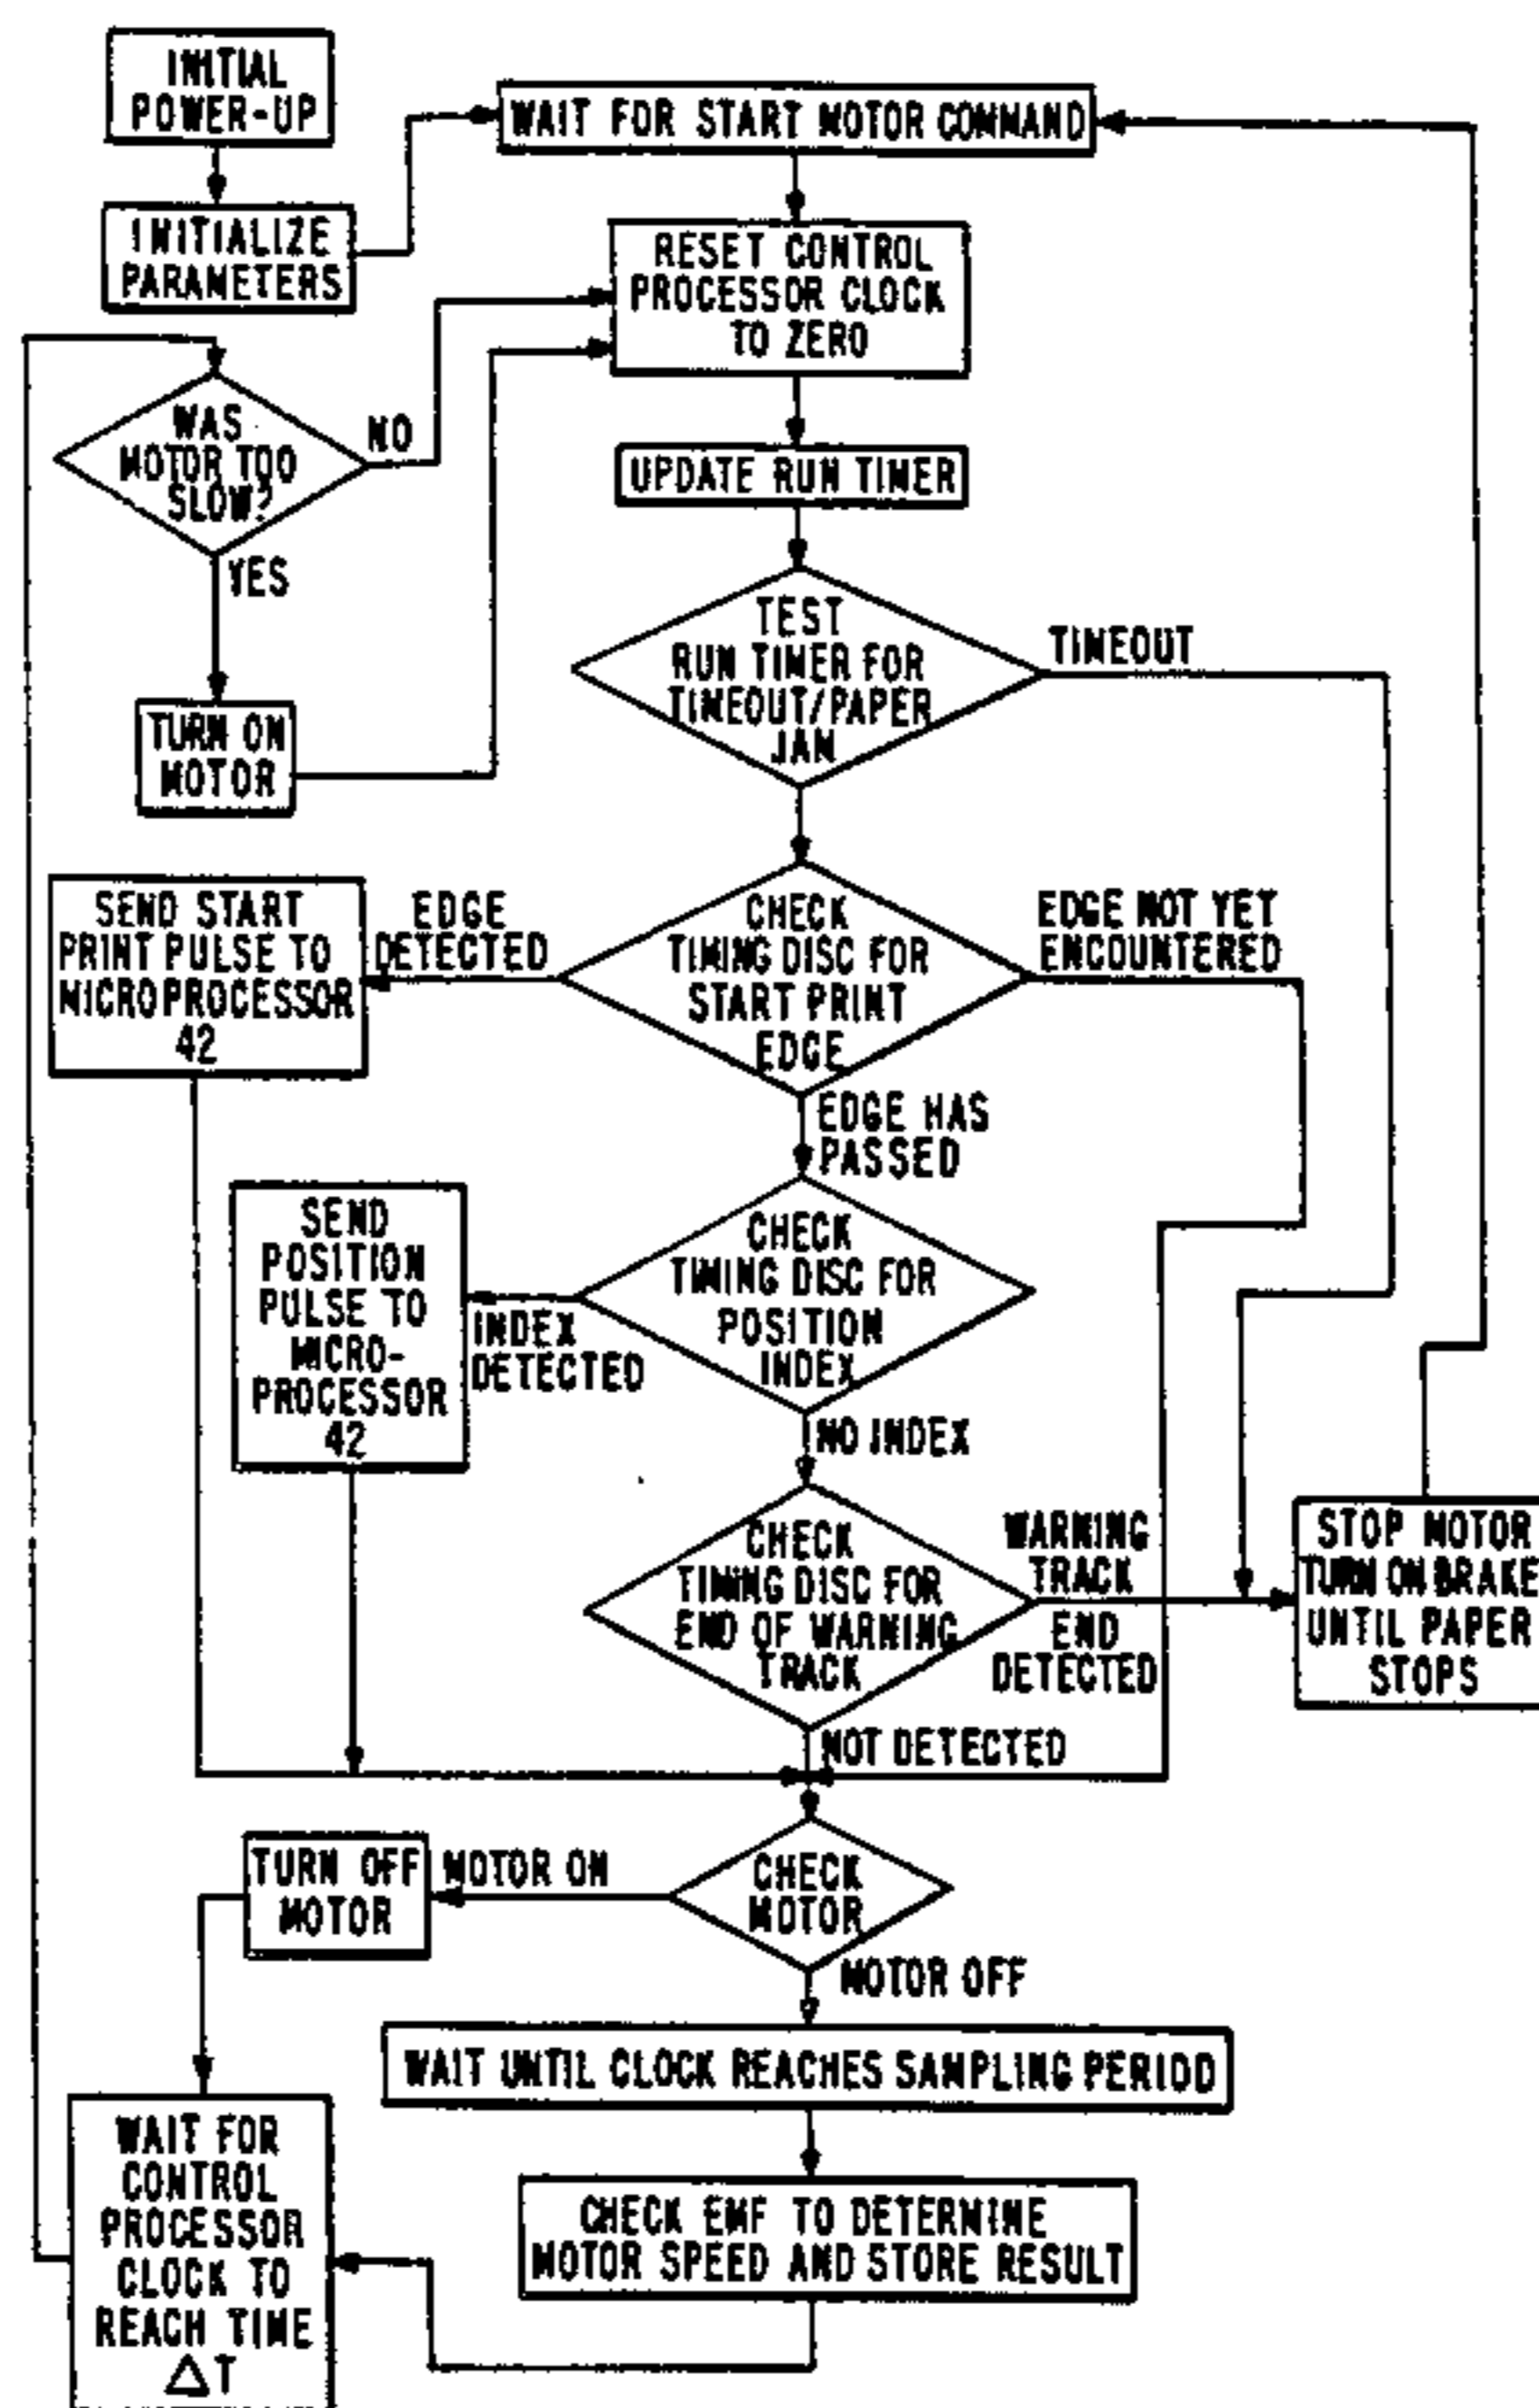 INITIAL
POWER-UP
INITIALIZE
PARAMETERS
WAIT FOR START MOTOR COMMAND
RESET CONTROL
PROCESSOR CLOCK
TO ZERO
WAS
MOTOR TOO
SLOW?
NO
YES
TURN ON
MOTOR
UPDATE RUN TIMER
TEST
RUN TIMER FOR
TIMEOUT/PAPER
JAM
TIMEOUT
CHECK
TIMING DISC FOR
START PRINT
EDGE
EDGE
DETECTED
SEND START
PRINT PULSE TO
MICROPROCESSOR
42
EDGE NOT YET
ENCOUNTERED
EDGE HAS
PASSED
CHECK
TIMING DISC FOR
POSITION
INDEX
INDEX
DETECTED
SEND
POSITION
PULSE TO
MICRO-
PROCESSOR
42
NO INDEX
CHECK
TIMING DISC FOR
END OF WARNING
TRACK
WARNING
TRACK
END
DETECTED
STOP MOTOR
TURN ON BRAKE
UNTIL PAPER
STOPS
NOT DETECTED
CHECK
MOTOR
MOTOR ON
TURN OFF
MOTOR
MOTOR OFF
WAIT UNTIL CLOCK REACHES SAMPLING PERIOD
CHECK EMF TO DETERMINE
MOTOR SPEED AND STORE RESULT
WAIT FOR
CONTROL
PROCESSOR
CLOCK TO
REACH TIME
△T